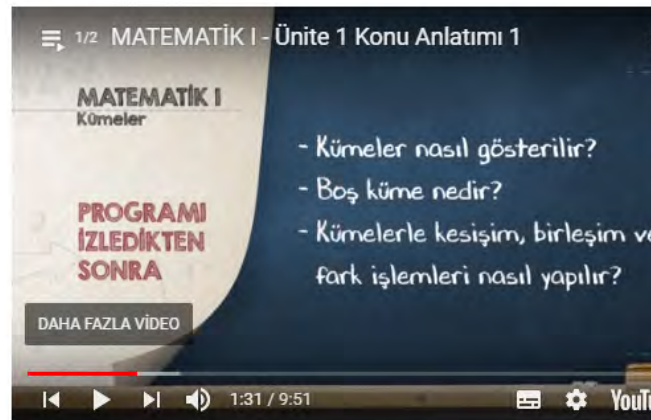 1/2 MATEMATİK I - Ünite 1 Konu Anlatımı 1
MATEMATİK I
Kümeler
PROGRAMI
İZLEDİKTEN
SONRA
- Kümeler nasıl gösterilir?
- Boş küme nedir?
- Kümelerle kesişim, birleşim ve
fark işlemleri nasıl yapılır?
DAHA FAZLA VİDEO
1:31 / 9:51